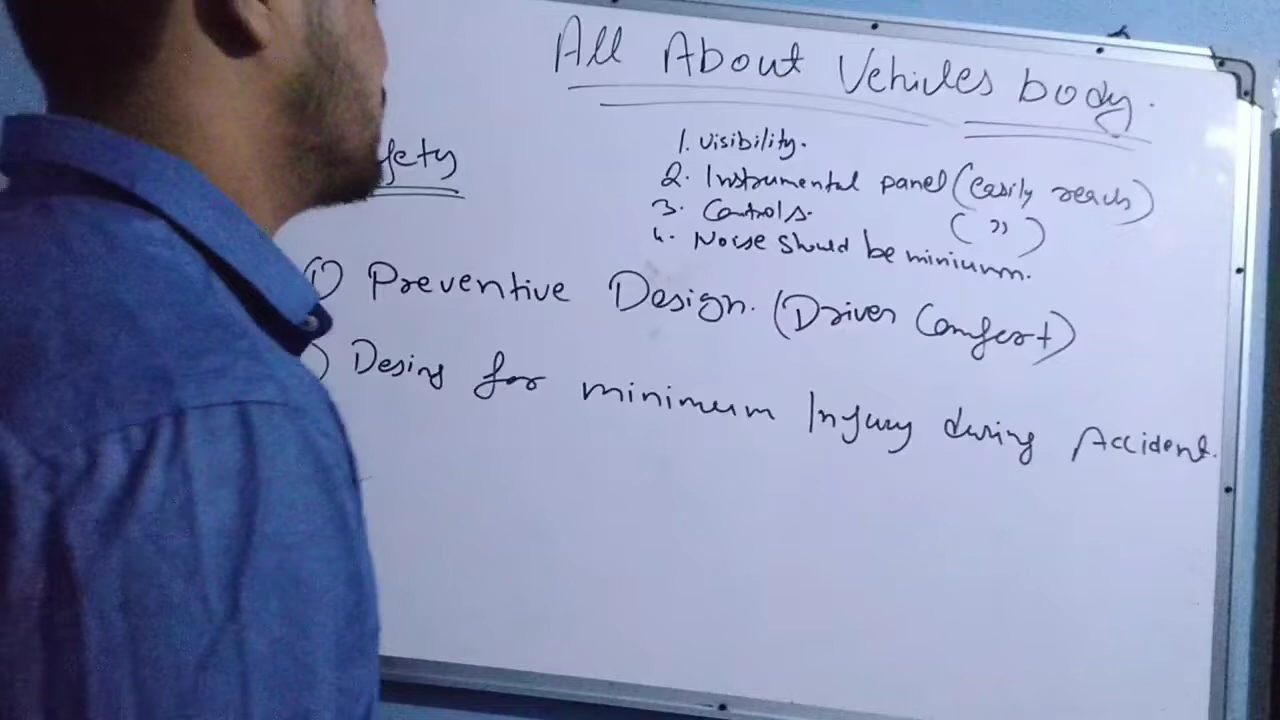 All About Vehicles body.
fety
1. Visibility.
2. Instrumental panel (easily reach)
3. Controls. ( " )
4. Noise should be miniumm.
1) Preventive Design. (Driver Comfort)
) Desing for minimum Injury during Accident.